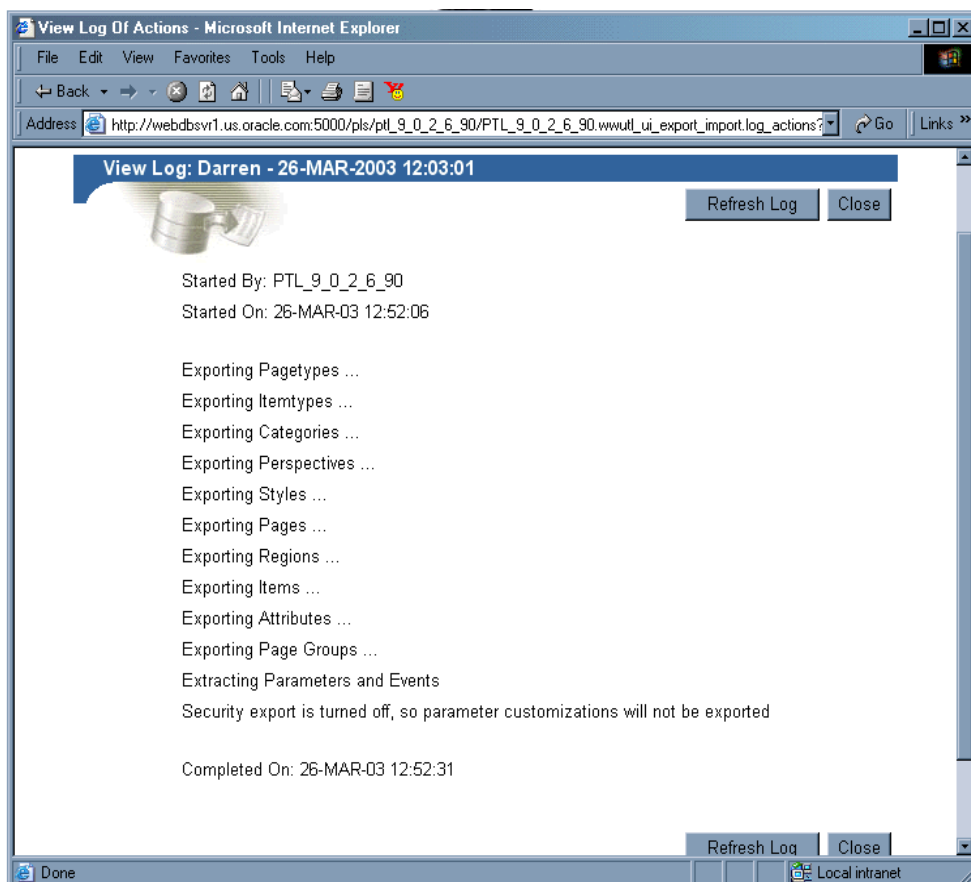 View Log Of Actions - Microsoft Internet Explorer
File Edit View Favorites Tools Help
Back
Address http://webdbsvr1.us.oracle.com:5000/pls/ptl_9_0_2_6_90/PTL_9_0_2_6_90.wwutl_ui_export_import.log_actions? Go Links »
View Log: Darren - 26-MAR-2003 12:03:01
Refresh Log Close
Started By: PTL_9_0_2_6_90
Started On: 26-MAR-03 12:52:06
Exporting Pagetypes ...
Exporting Itemtypes ...
Exporting Categories ...
Exporting Perspectives ...
Exporting Styles ...
Exporting Pages ...
Exporting Regions ...
Exporting Items ...
Exporting Attributes ...
Exporting Page Groups ...
Extracting Parameters and Events
Security export is turned off, so parameter customizations will not be exported
Completed On: 26-MAR-03 12:52:31
Refresh Log Close
Done Local intranet